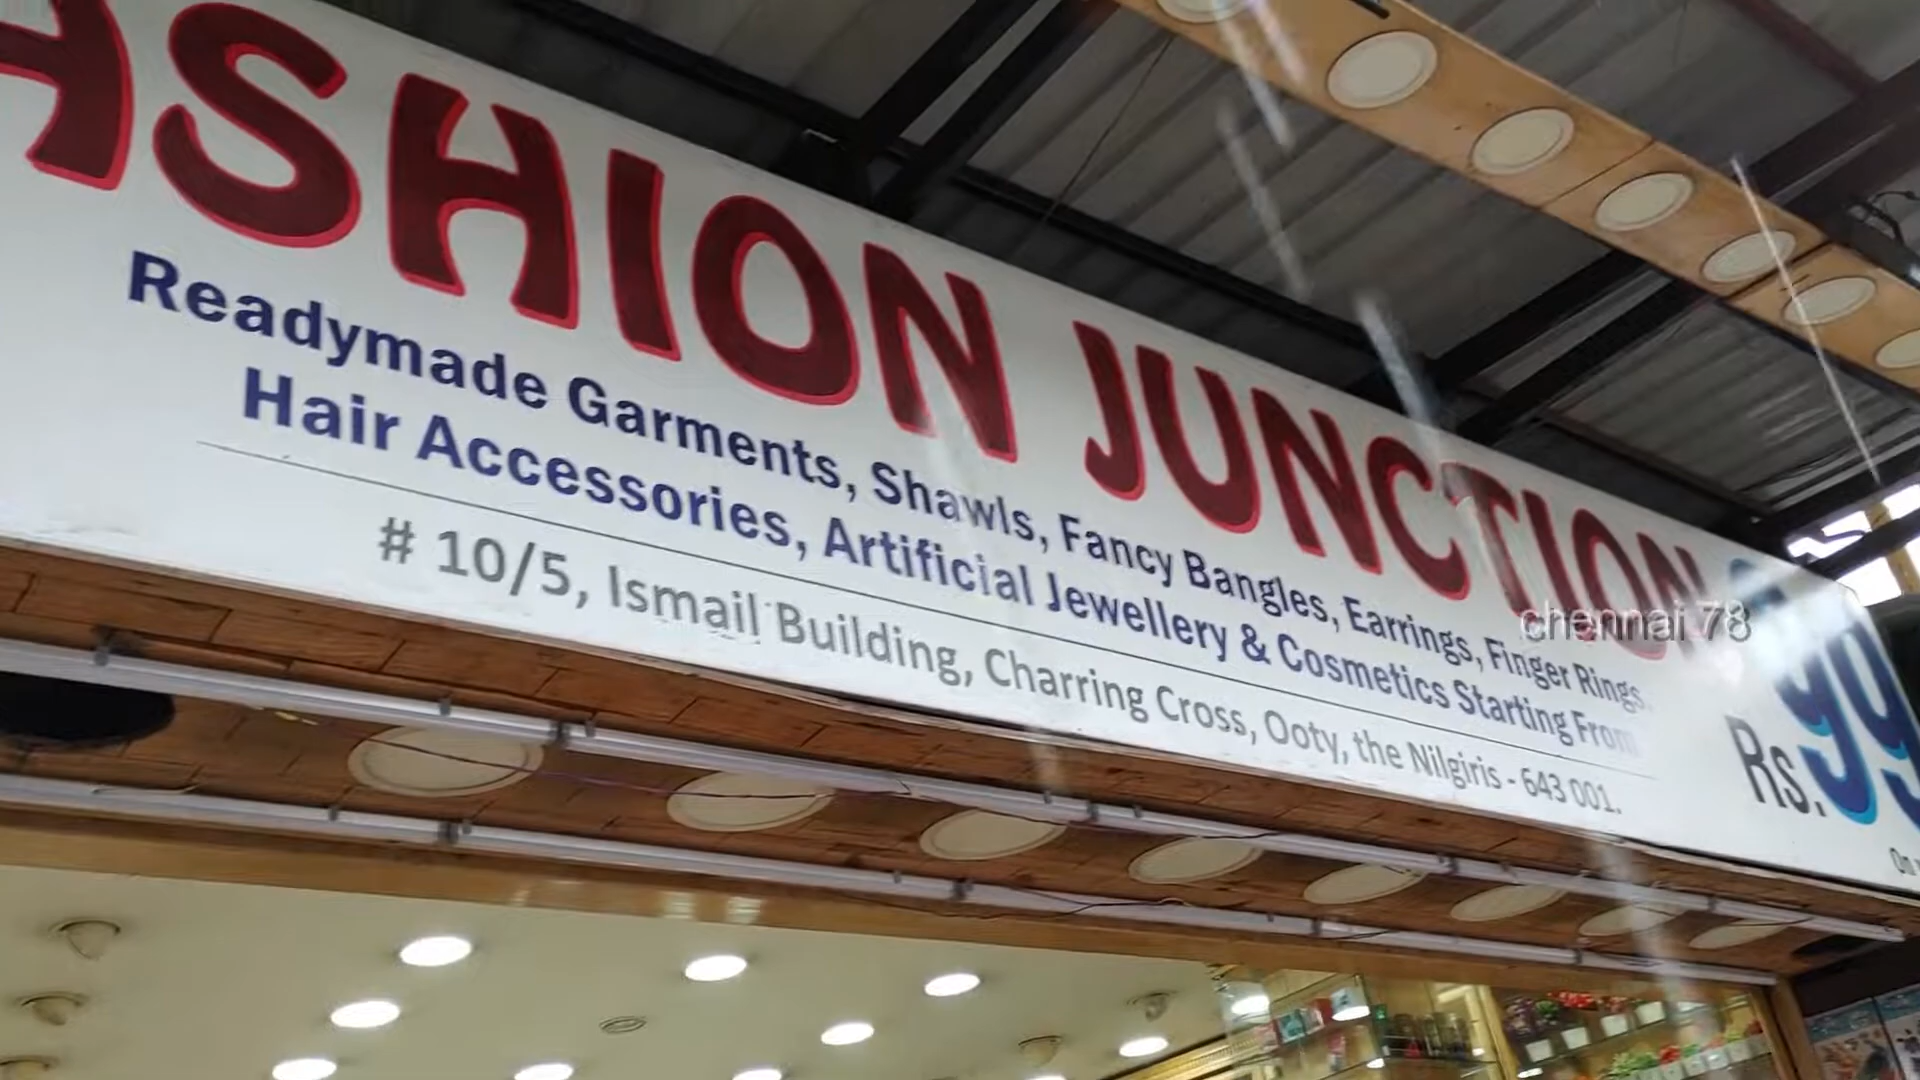 ASHION JUNCTION
Readymade Garments, Shawls, Fancy Bangles, Earrings, Finger Rings,
Hair Accessories, Artificial Jewellery & Cosmetics Starting From
# 10/5, Ismail Building, Charring Cross, Ooty, the Nilgiris - 643 001.
Rs. 99
chennai 78